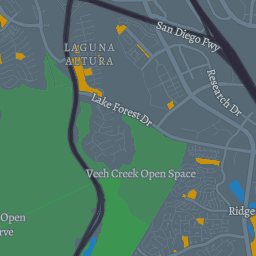 San Diego Fwy
LAGUNA
ALTURA
Research Dr
Lake Forest Dr
Veeh Creek Open Space
Open
Ridge
rve